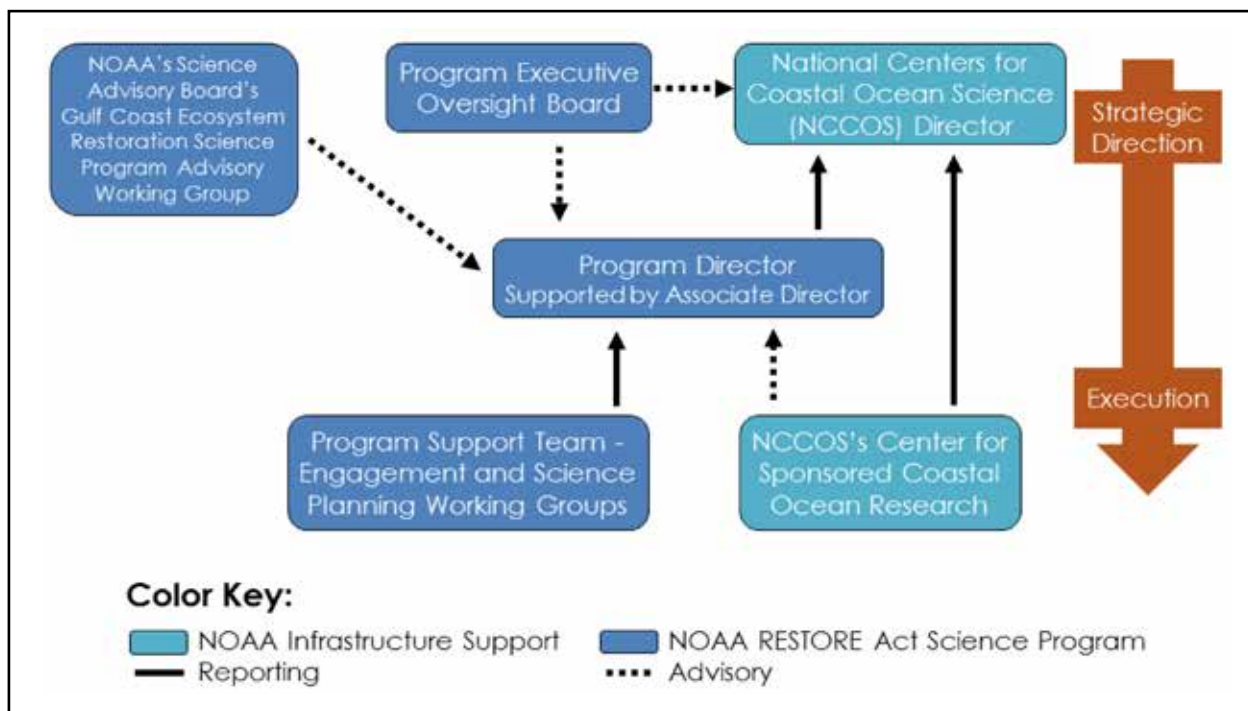 NOAA's Science
Advisory Board's
Gulf Coast Ecosystem
Restoration Science
Program Advisory
Working Group
Program Executive
Oversight Board
National Centers for
Coastal Ocean Science
(NCCOS) Director
Strategic
Direction
Program Director
Supported by Associate Director
Execution
Program Support Team -
Engagement and Science
Planning Working Groups
NCCOS's Center for
Sponsored Coastal
Ocean Research
Color Key:
NOAA Infrastructure Support
NOAA RESTORE Act Science Program
Reporting
Advisory